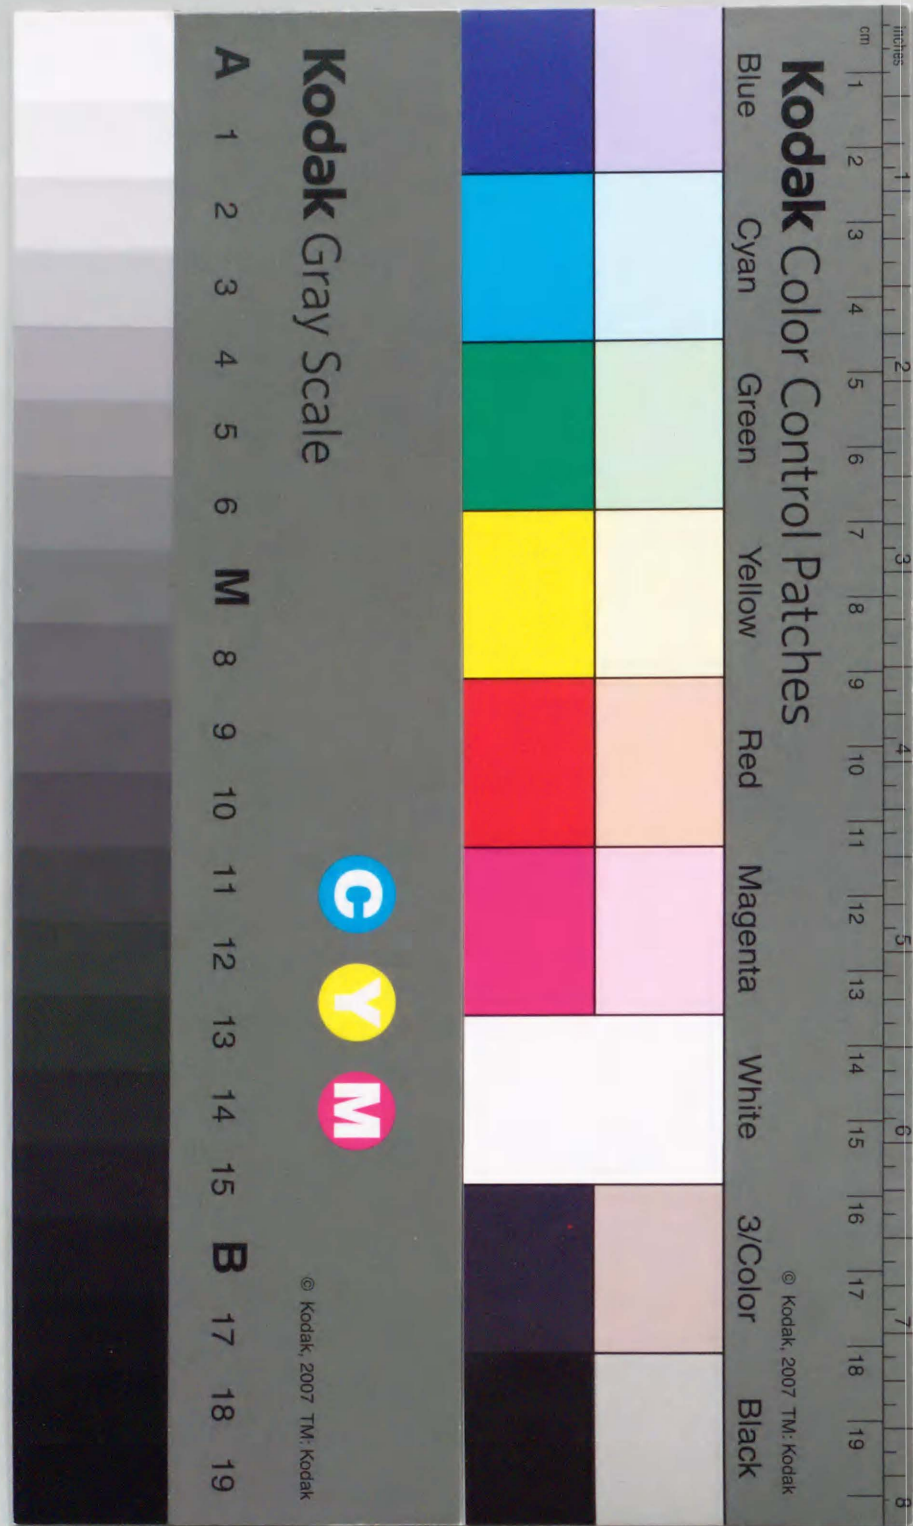 inches
1 2 3 4 5 6 7 8
cm
1 2 3 4 5 6 7 8 9 10 11 12 13 14 15 16 17 18 19
Kodak Color Control Patches
© Kodak, 2007 TM: Kodak
Blue Cyan Green Yellow Red Magenta White 3/Color Black
Kodak Gray Scale
C Y M
© Kodak, 2007 TM: Kodak
A 1 2 3 4 5 6 M 8 9 10 11 12 13 14 15 B 17 18 19